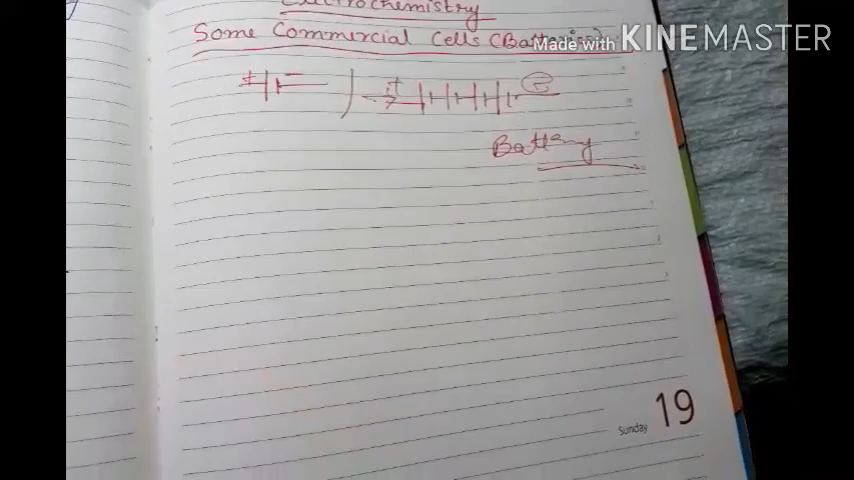 Electrochemistry
Some Commercial Cells (Batteries)
Made with KINEMASTER
+ -
+ -
Battery
Sunday 19